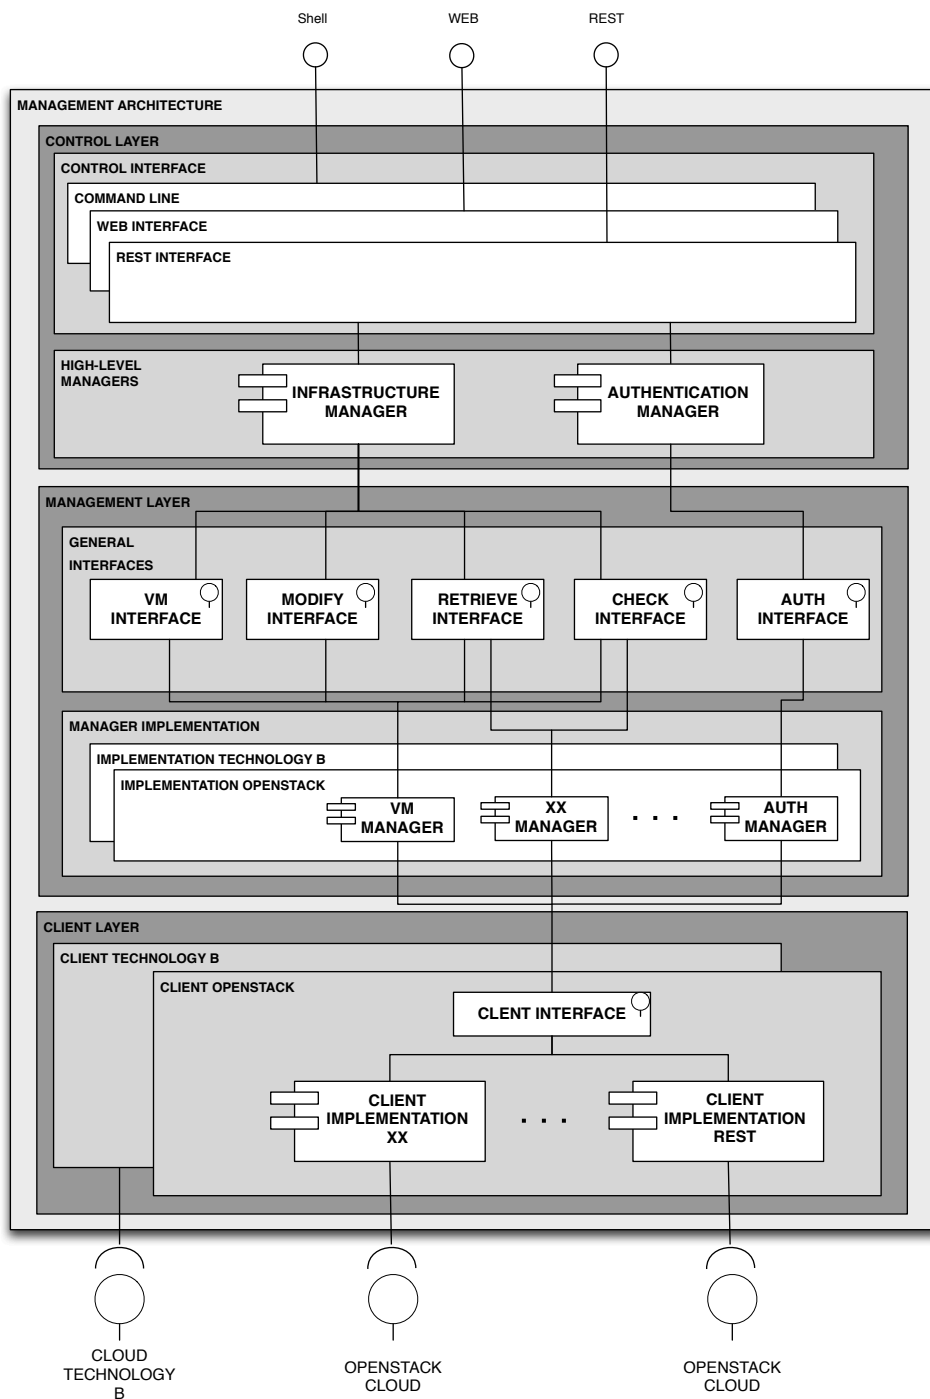 Shell
WEB
REST
MANAGEMENT ARCHITECTURE
CONTROL LAYER
CONTROL INTERFACE
COMMAND LINE
WEB INTERFACE
REST INTERFACE
HIGH-LEVEL
MANAGERS
INFRASTRUCTURE
MANAGER
AUTHENTICATION
MANAGER
MANAGEMENT LAYER
GENERAL
INTERFACES
VM
INTERFACE
MODIFY
INTERFACE
RETRIEVE
INTERFACE
CHECK
INTERFACE
AUTH
INTERFACE
MANAGER IMPLEMENTATION
IMPLEMENTATION TECHNOLOGY B
IMPLEMENTATION OPENSTACK
VM
MANAGER
XX
MANAGER
. . .
AUTH
MANAGER
CLIENT LAYER
CLIENT TECHNOLOGY B
CLIENT OPENSTACK
CLENT INTERFACE
CLIENT
IMPLEMENTATION
XX
. . .
CLIENT
IMPLEMENTATION
REST
CLOUD
TECHNOLOGY
B
OPENSTACK
CLOUD
OPENSTACK
CLOUD